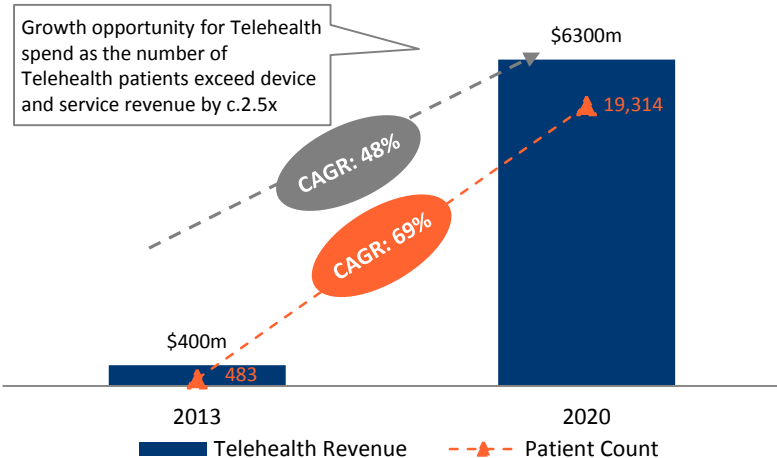 Growth opportunity for Telehealth
spend as the number of
Telehealth patients exceed device
and service revenue by c.2.5x
$6300m
19,314
CAGR: 48%
CAGR: 69%
$400m
483
2013
2020
Telehealth Revenue
Patient Count